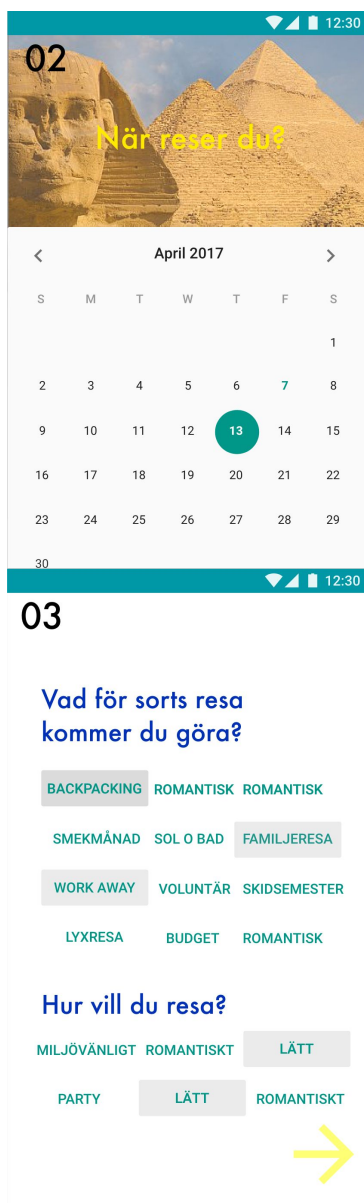 12:30
02
När reser du?
April 2017
S M T W T F S
1
2 3 4 5 6 7 8
9 10 11 12 13 14 15
16 17 18 19 20 21 22
23 24 25 26 27 28 29
30
12:30
03
Vad för sorts resa
kommer du göra?
BACKPACKING ROMANTISK ROMANTISK
SMEKMÅNAD SOL O BAD FAMILJERESA
WORK AWAY VOLUNTÄR SKIDSEMESTER
LYXRESA BUDGET ROMANTISK
Hur vill du resa?
MILJÖVÄNLIGT ROMANTISKT LÄTT
PARTY LÄTT ROMANTISKT